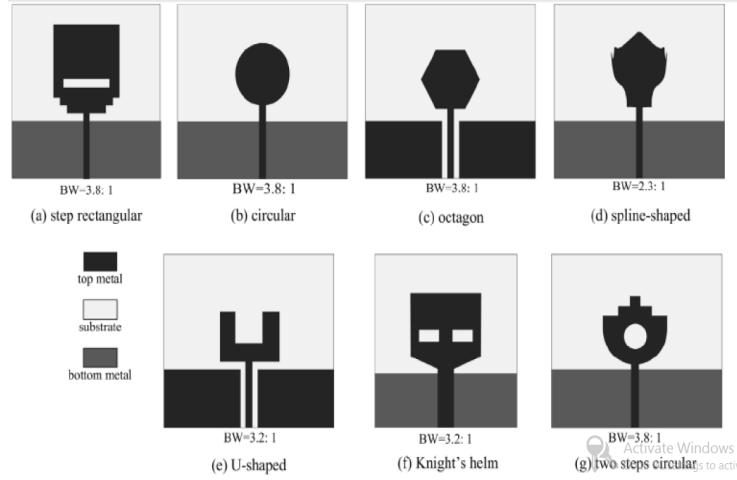 BW=3.8: 1
BW=3.8: 1
BW=3.8: 1
BW=2.3: 1
(a) step rectangular
(b) circular
(c) octagon
(d) spline-shaped
top metal
substrate
bottom metal
BW=3.2: 1
BW=3.2: 1
BW=3.8: 1
(e) U-shaped
(f) Knight's helm
(g) two steps circular
Activate Windows
to acti